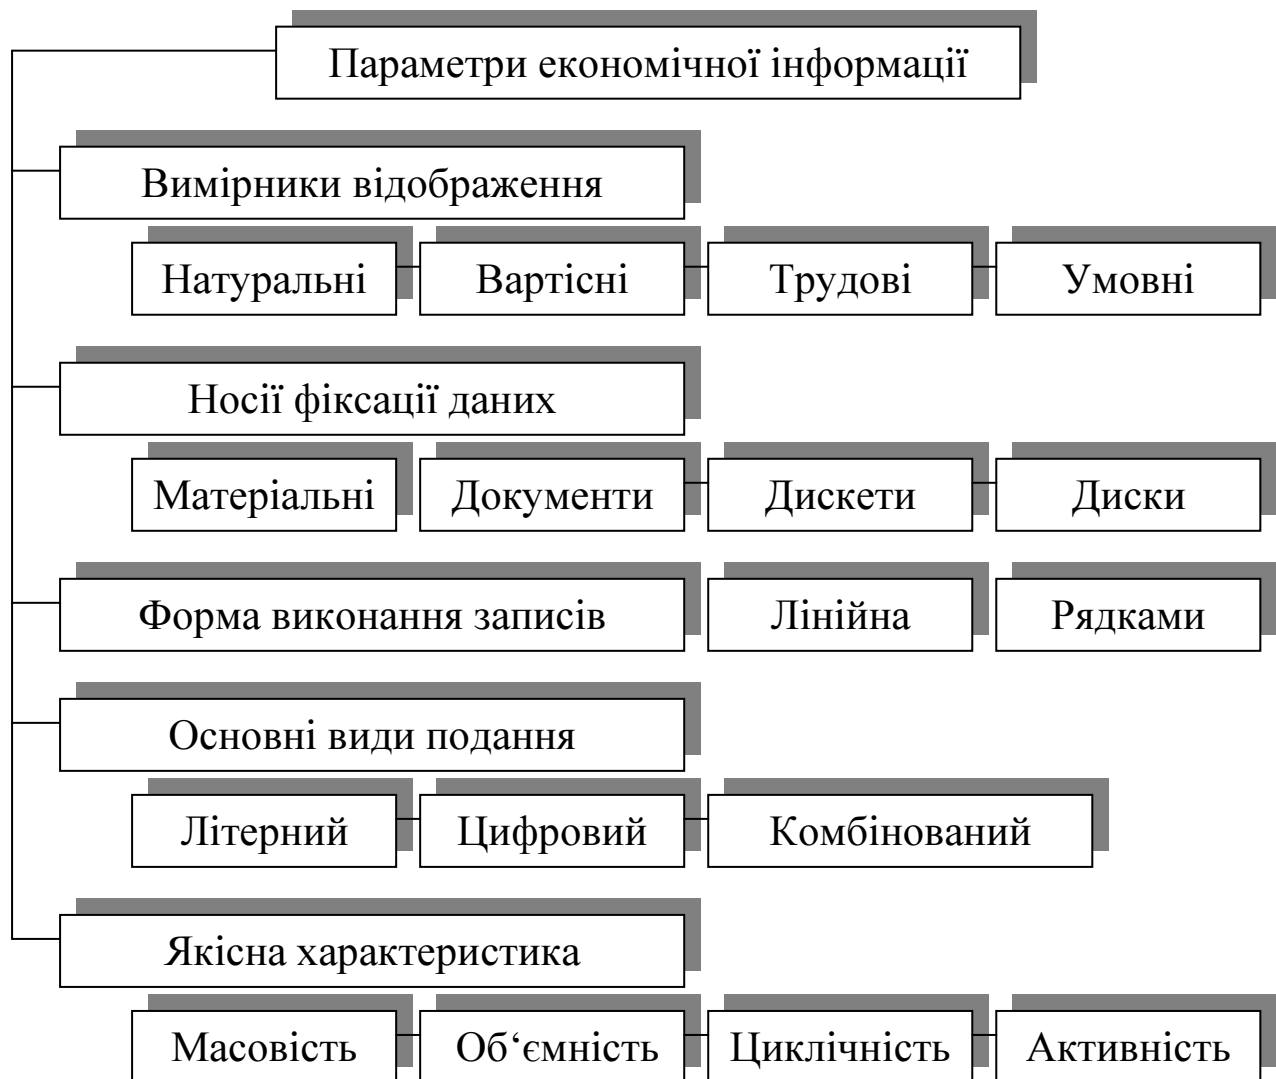 Параметри економічної інформації
Вимірники відображення
Натуральні Вартісні Трудові Умовні
Носії фіксації даних
Матеріальні Документи Дискети Диски
Форма виконання записів Лінійна Рядками
Основні види подання
Літерний Цифровий Комбінований
Якісна характеристика
Масовість Об‘ємність Циклічність Активність